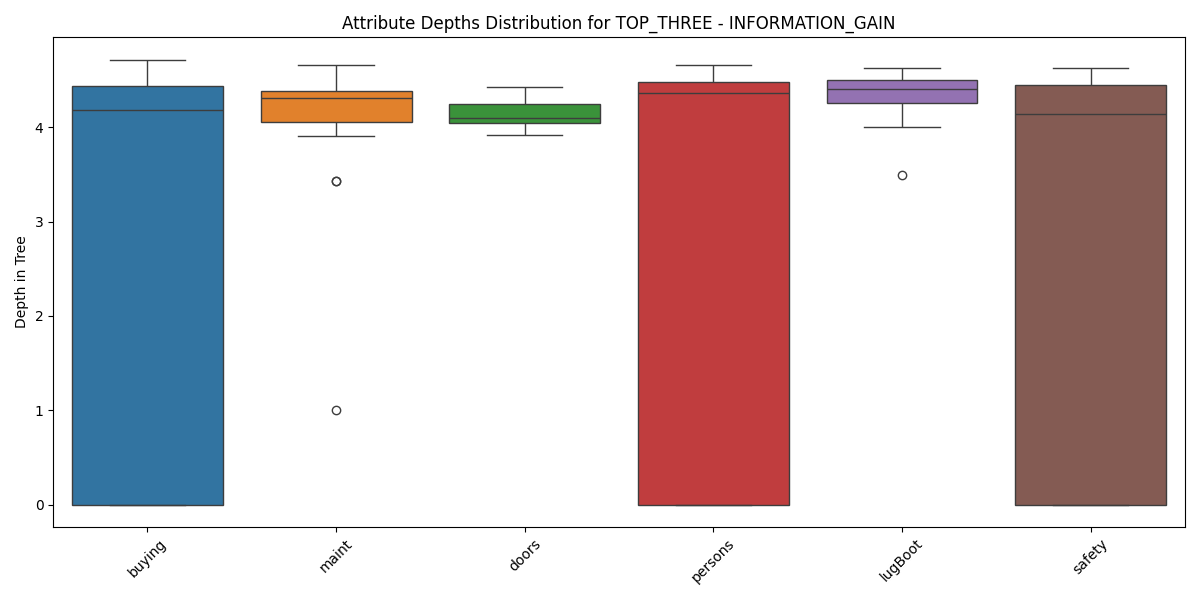 Attribute Depths Distribution for TOP_THREE - INFORMATION_GAIN
Depth in Tree
4
3
2
1
0
buying
maint
doors
persons
lugBoot
safety